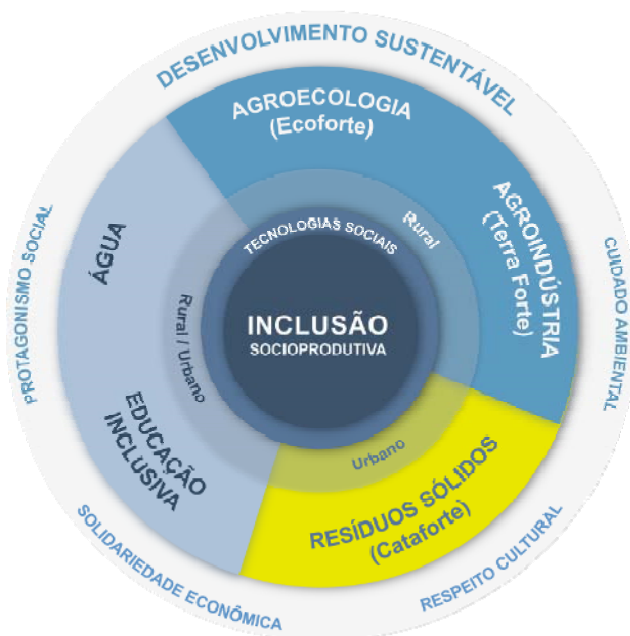 DESENVOLVIMENTO SUSTENTÁVEL
AGROECOLOGIA
(Ecoforte)
AGROINDÚSTRIA
(Terra Forte)
Rural
TECNOLOGIAS SOCIAIS
INCLUSÃO
SOCIOPRODUTIVA
ÁGUA
Rural / Urbano
PROTAGONISMO SOCIAL
CUIDADO AMBIENTAL
EDUCAÇÃO
INCLUSIVA
Urbano
RESÍDUOS SÓLIDOS
(Cataforte)
SOLIDARIEDADE ECONÔMICA
RESPEITO CULTURAL